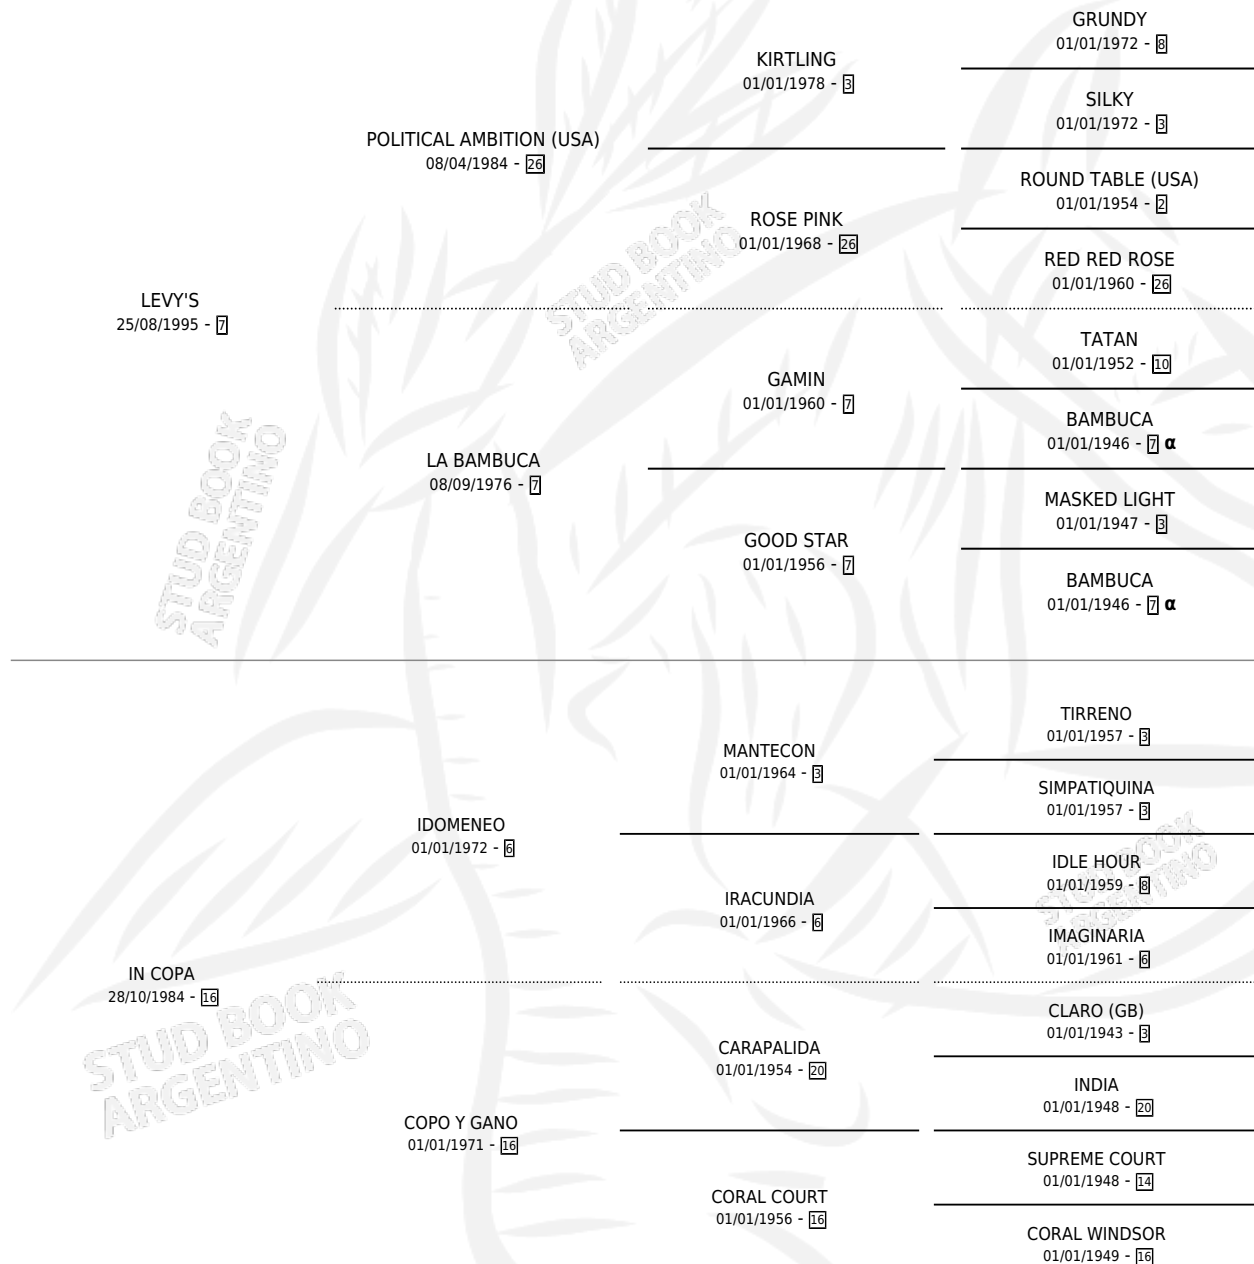 GRUNDY
01/01/1972 - 8
KIRTLING
01/01/1978 - 3
SILKY
01/01/1972 - 3
POLITICAL AMBITION (USA)
08/04/1984 - 26
ROUND TABLE (USA)
01/01/1954 - 2
ROSE PINK
01/01/1968 - 26
RED RED ROSE
01/01/1960 - 26
LEVY'S
25/08/1995 - 7
TATAN
01/01/1952 - 10
GAMIN
01/01/1960 - 7
BAMBUCA
01/01/1946 - 7 α
LA BAMBUCA
08/09/1976 - 7
MASKED LIGHT
01/01/1947 - 3
GOOD STAR
01/01/1956 - 7
BAMBUCA
01/01/1946 - 7 α
STUD BOOK
ARGENTINO
STUD BOOK
ARGENTINO
TIRRENO
01/01/1957 - 3
MANTECON
01/01/1964 - 3
SIMPATIQUINA
01/01/1957 - 3
IDOMENEO
01/01/1972 - 6
IDLE HOUR
01/01/1959 - 8
IRACUNDIA
01/01/1966 - 6
IMAGINARIA
01/01/1961 - 6
IN COPA
28/10/1984 - 16
CLARO (GB)
01/01/1943 - 3
CARAPALIDA
01/01/1954 - 20
INDIA
01/01/1948 - 20
COPO Y GANO
01/01/1971 - 16
SUPREME COURT
01/01/1948 - 14
CORAL COURT
01/01/1956 - 16
CORAL WINDSOR
01/01/1949 - 16
STUD BOOK
ARGENTINO
STUD BOOK
ARGENTINO